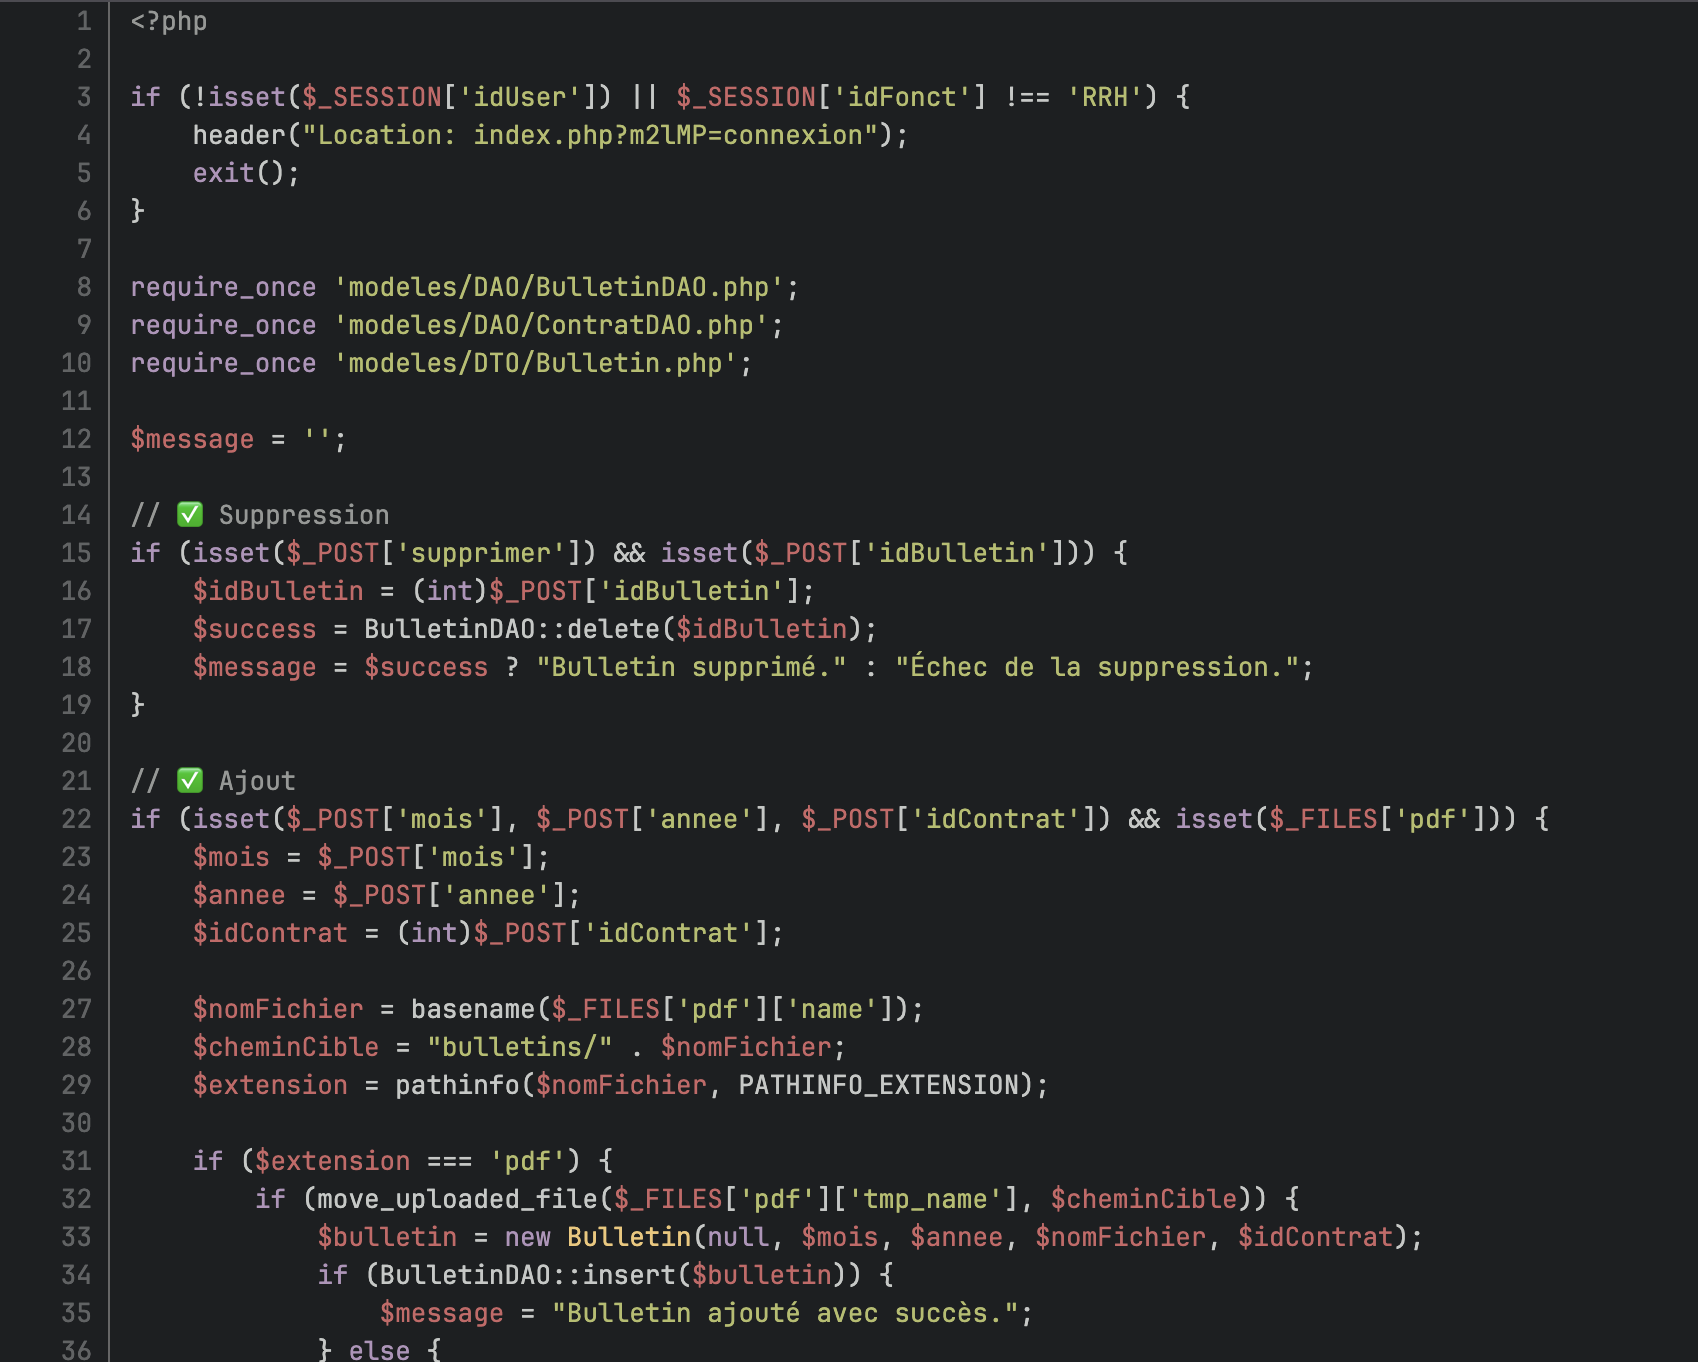 1 <?php
2
3 if (!isset($_SESSION['idUser']) || $_SESSION['idFonct'] !== 'RRH') {
4     header("Location: index.php?m2lMP=connexion");
5     exit();
6 }
7
8 require_once 'modeles/DAO/BulletinDAO.php';
9 require_once 'modeles/DAO/ContratDAO.php';
10 require_once 'modeles/DTO/Bulletin.php';
11
12 $message = '';
13
14 // ✅ Suppression
15 if (isset($_POST['supprimer']) && isset($_POST['idBulletin'])) {
16     $idBulletin = (int)$_POST['idBulletin'];
17     $success = BulletinDAO::delete($idBulletin);
18     $message = $success ? "Bulletin supprimé." : "Échec de la suppression.";
19 }
20
21 // ✅ Ajout
22 if (isset($_POST['mois'], $_POST['annee'], $_POST['idContrat']) && isset($_FILES['pdf'])) {
23     $mois = $_POST['mois'];
24     $annee = $_POST['annee'];
25     $idContrat = (int)$_POST['idContrat'];
26
27     $nomFichier = basename($_FILES['pdf']['name']);
28     $cheminCible = "bulletins/" . $nomFichier;
29     $extension = pathinfo($nomFichier, PATHINFO_EXTENSION);
30
31     if ($extension === 'pdf') {
32         if (move_uploaded_file($_FILES['pdf']['tmp_name'], $cheminCible)) {
33             $bulletin = new Bulletin(null, $mois, $annee, $nomFichier, $idContrat);
34             if (BulletinDAO::insert($bulletin)) {
35                 $message = "Bulletin ajouté avec succès.";
36             } else {